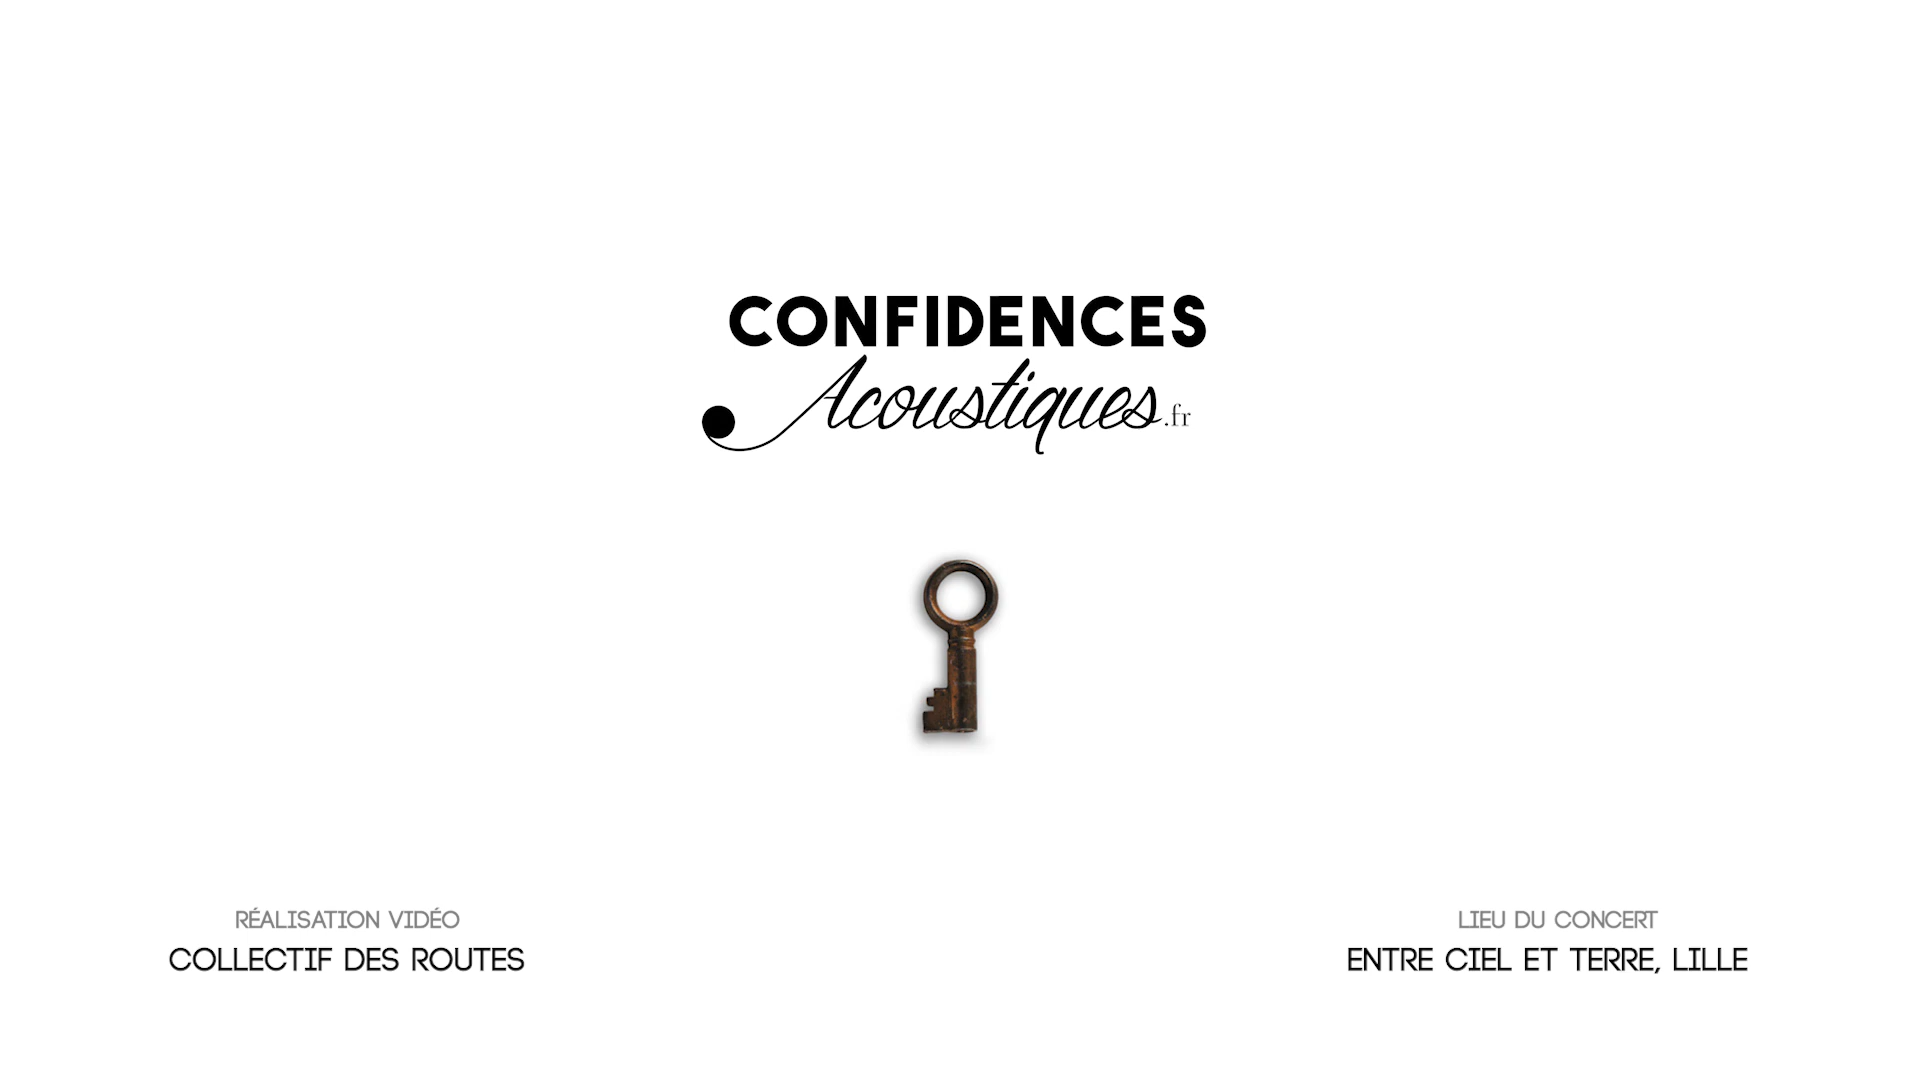 CONFIDENCES
Acoustiques.fr
RÉALISATION VIDÉO
COLLECTIF DES ROUTES
LIEU DU CONCERT
ENTRE CIEL ET TERRE, LILLE